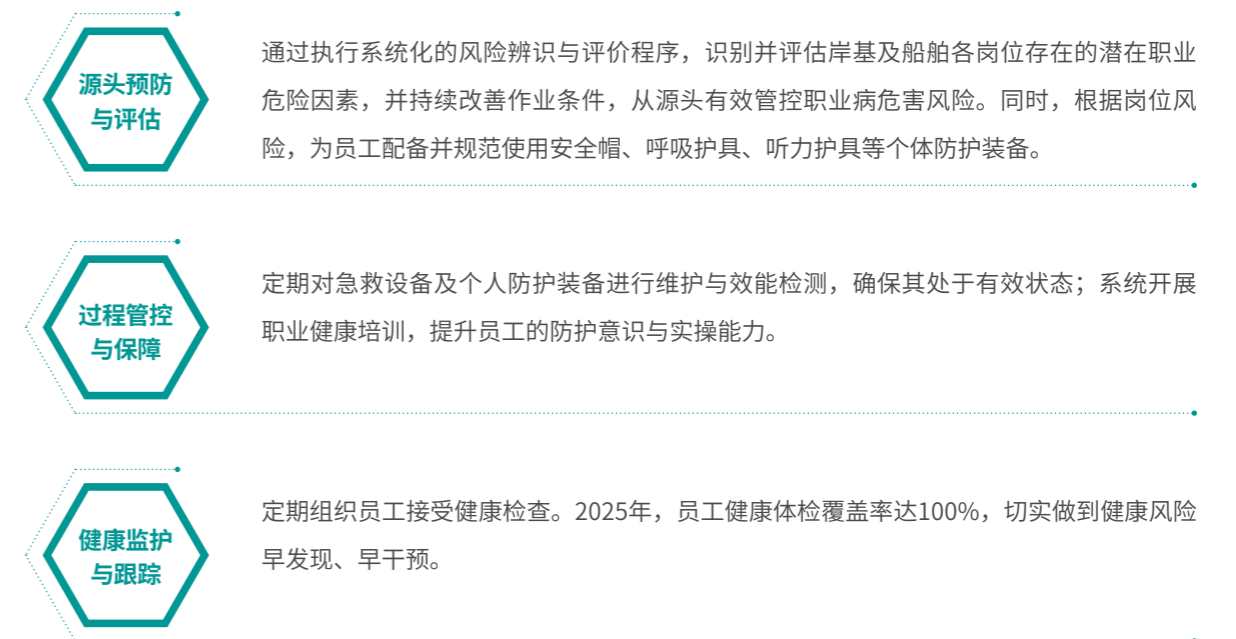 源头预防
与评估
通过执行系统化的风险辨识与评价程序，识别并评估岸基及船舶各岗位存在的潜在职业
危险因素，并持续改善作业条件，从源头有效管控职业病危害风险。同时，根据岗位风
险，为员工配备并规范使用安全帽、呼吸护具、听力护具等个体防护装备。
过程管控
与保障
定期对急救设备及个人防护装备进行维护与效能检测，确保其处于有效状态；系统开展
职业健康培训，提升员工的防护意识与实操能力。
健康监护
与跟踪
定期组织员工接受健康检查。2025年，员工健康体检覆盖率达100%，切实做到健康风险
早发现、早干预。